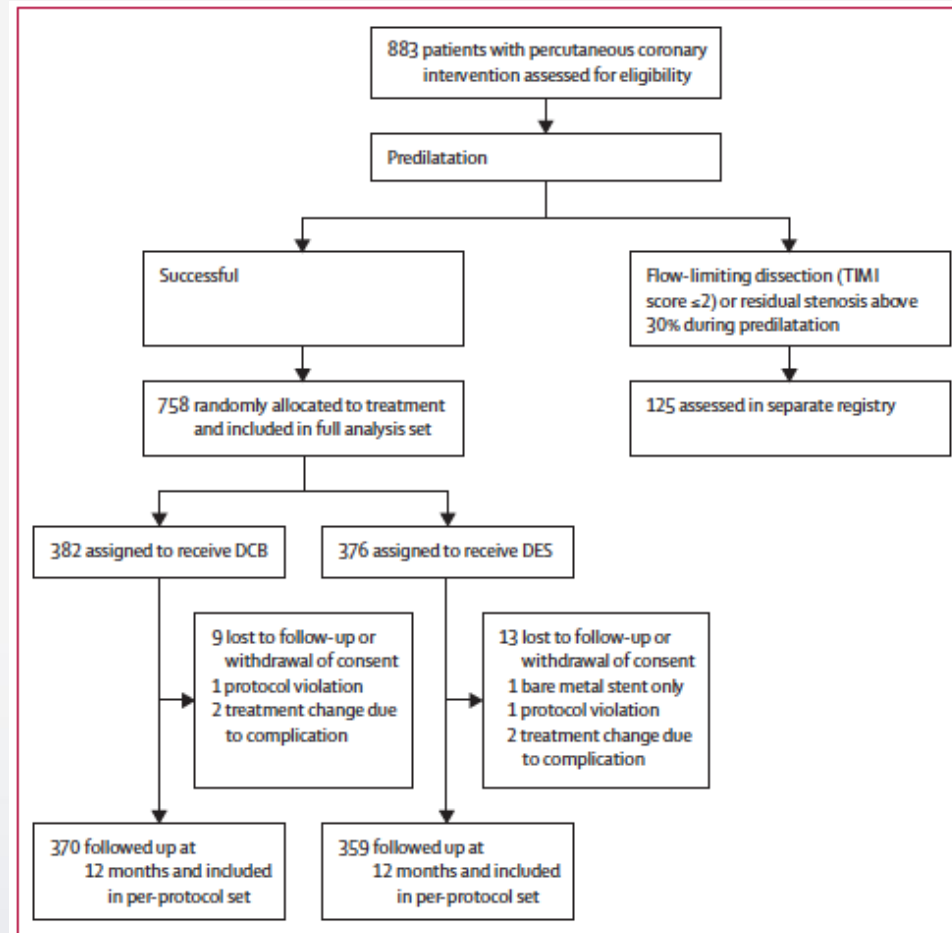 883 patients with percutaneous coronary
intervention assessed for eligibility
Predilatation
Successful
Flow-limiting dissection (TIMI
score ≤2) or residual stenosis above
30% during predilatation
758 randomly allocated to treatment
and included in full analysis set
125 assessed in separate registry
382 assigned to receive DCB
376 assigned to receive DES
9 lost to follow-up or
withdrawal of consent
1 protocol violation
2 treatment change due
to complication
13 lost to follow-up or
withdrawal of consent
1 bare metal stent only
1 protocol violation
2 treatment change due
to complication
370 followed up at
12 months and included
in per-protocol set
359 followed up at
12 months and included
in per-protocol set